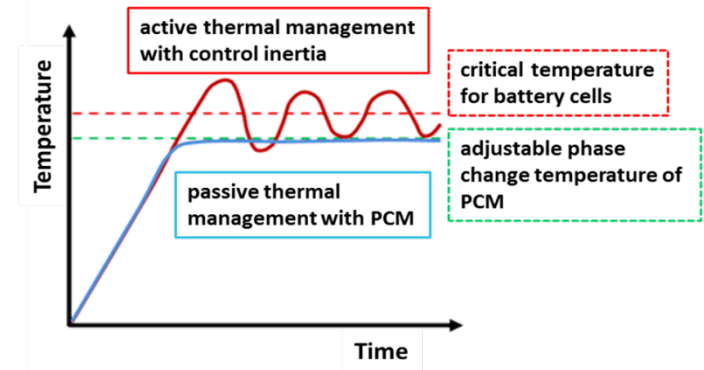 active thermal management
with control inertia
critical temperature
for battery cells
Temperature
adjustable phase
change temperature of
PCM
passive thermal
management with PCM
Time